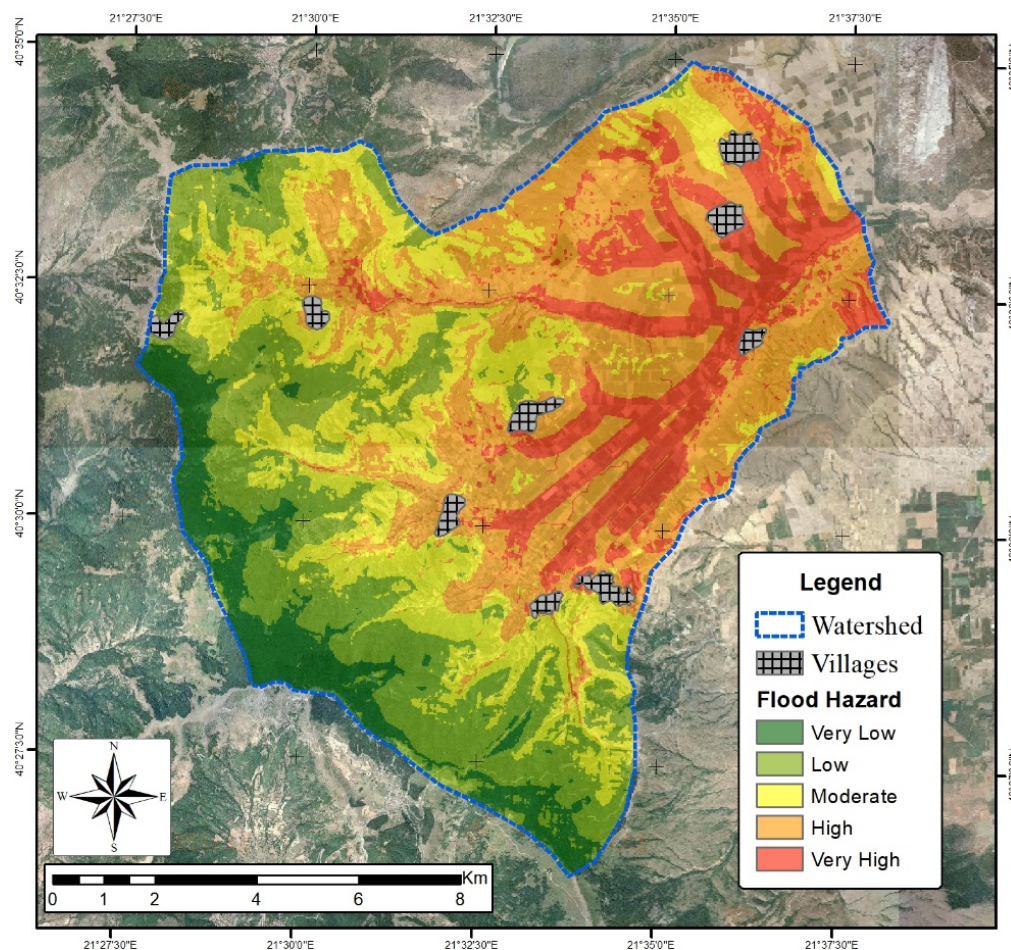 21°27'30"E 21°30'0"E 21°32'30"E 21°35'0"E 21°37'30"E
40°35'0"N
40°32'30"N
40°30'0"N
40°27'30"N
Legend
Watershed
Villages
Flood Hazard
Very Low
Low
Moderate
High
Very High
N
W E
S
Km
0 1 2 4 6 8
21°27'30"E 21°30'0"E 21°32'30"E 21°35'0"E 21°37'30"E